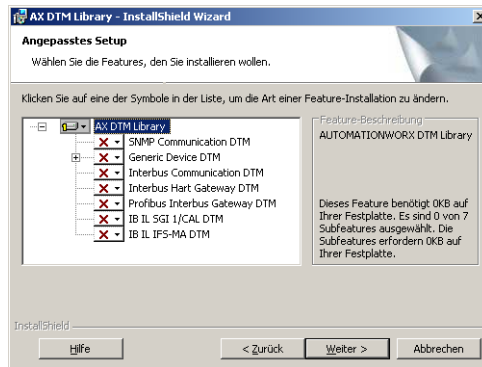 AX DTM Library - InstallShield Wizard
Angepasstes Setup
Wählen Sie die Features, den Sie installieren wollen.
Klicken Sie auf eine der Symbole in der Liste, um die Art einer Feature-Installation zu ändern.
AX DTM Library
SNMP Communication DTM
Generic Device DTM
Interbus Communication DTM
Interbus Hart Gateway DTM
Profibus Interbus Gateway DTM
IB IL SGI 1/CAL DTM
IB IL IFS-MA DTM
Feature-Beschreibung
AUTOMATIONWORX DTM Library
Dieses Feature benötigt 0KB auf
Ihrer Festplatte. Es sind 0 von 7
Subfeatures ausgewählt. Die
Subfeatures erfordern 0KB auf
Ihrer Festplatte.
InstallShield
Hilfe
< Zurück
Weiter >
Abbrechen